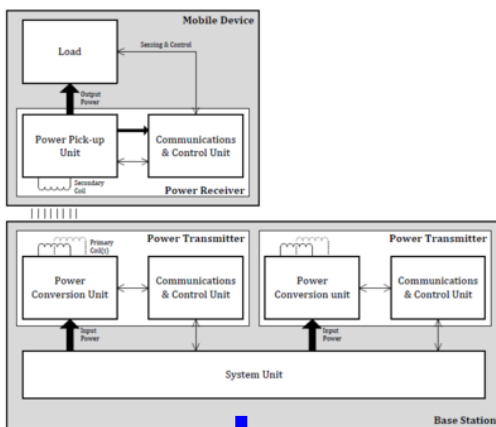 Mobile Device
Load
Sensing & Control
Output
Power
Power Pick-up
Unit
Communications
& Control Unit
Secondary
Coil
Power Receiver
Primary
Coil(s)
Power Transmitter
Power Transmitter
Power
Conversion Unit
Communications
& Control Unit
Power
Conversion unit
Communications
& Control Unit
Input
Power
Input
Power
System Unit
Base Station